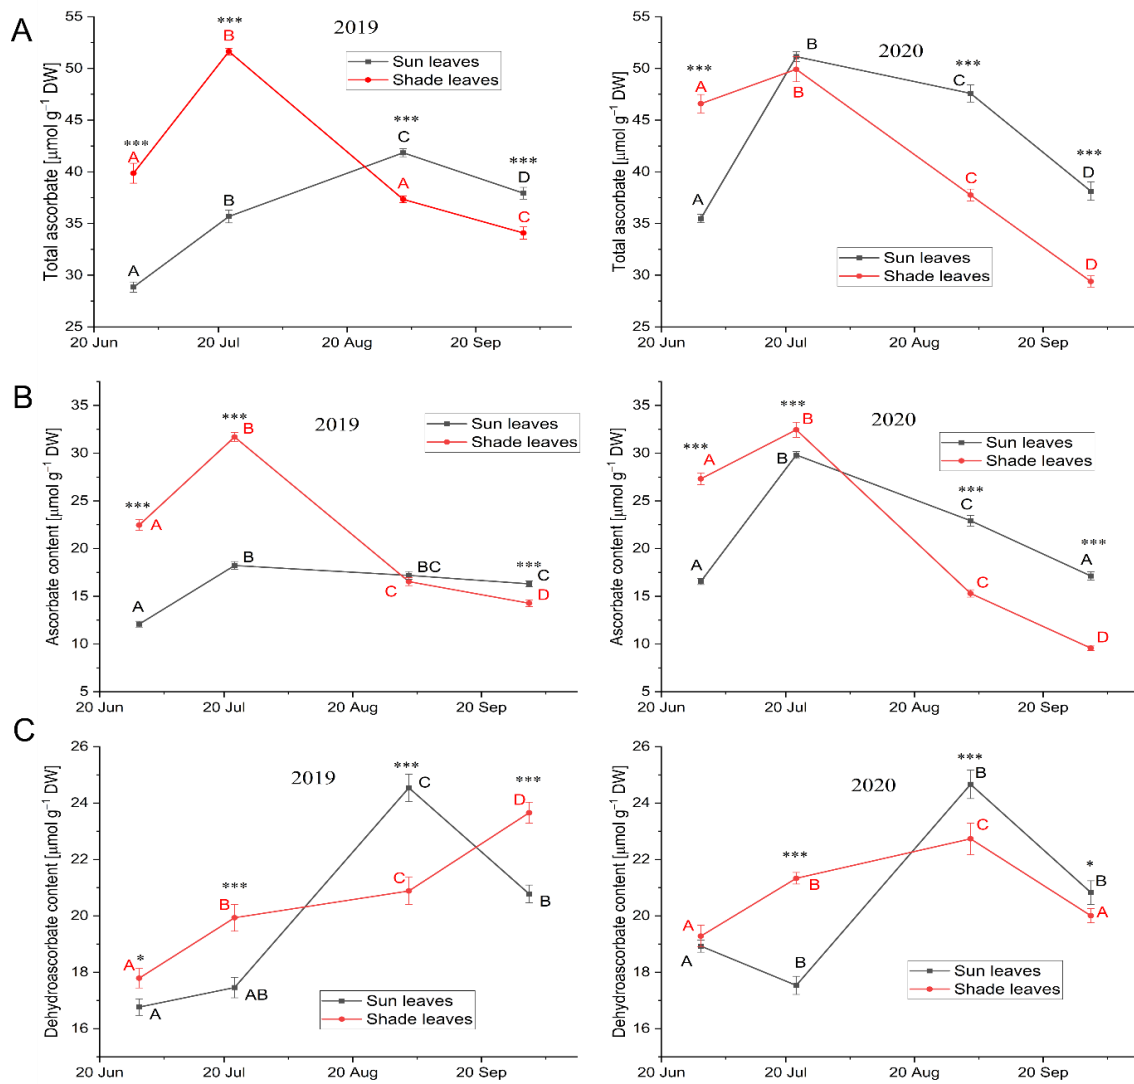 A
2019
Sun leaves
Shade leaves
Total ascorbate [μmol g⁻¹ DW]
55
50
45
40
35
30
25
20 Jun
20 Jul
20 Aug
20 Sep
***
A
***
B
***
C
A
***
D
C
A
B
2020
Sun leaves
Shade leaves
Total ascorbate [μmol g⁻¹ DW]
55
50
45
40
35
30
25
20 Jun
20 Jul
20 Aug
20 Sep
***
A
B
B
***
C
C
***
D
D
A
B
2019
Sun leaves
Shade leaves
Ascorbate content [μmol g⁻¹ DW]
35
30
25
20
15
10
5
20 Jun
20 Jul
20 Aug
20 Sep
***
A
***
B
B
BC
C
***
C
D
A
2020
Sun leaves
Shade leaves
Ascorbate content [μmol g⁻¹ DW]
35
30
25
20
15
10
5
20 Jun
20 Jul
20 Aug
20 Sep
***
A
***
B
B
***
C
C
***
A
D
A
C
2019
Sun leaves
Shade leaves
Dehydroascorbate content [μmol g⁻¹ DW]
26
24
22
20
18
16
20 Jun
20 Jul
20 Aug
20 Sep
*
A
A
***
B
AB
***
C
C
***
D
B
2020
Sun leaves
Shade leaves
Dehydroascorbate content [μmol g⁻¹ DW]
26
24
22
20
18
16
20 Jun
20 Jul
20 Aug
20 Sep
A
A
***
B
B
***
B
C
*
B
A